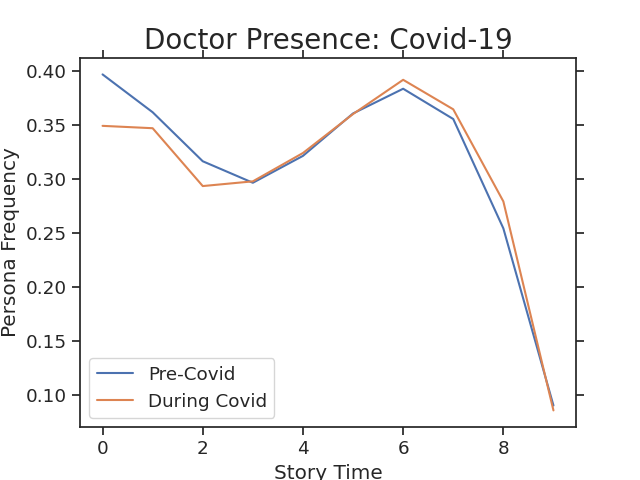 Doctor Presence: Covid-19
Persona Frequency
0.40
0.35
0.30
0.25
0.20
0.15
0.10
Pre-Covid
During Covid
0 2 4 6 8
Story Time